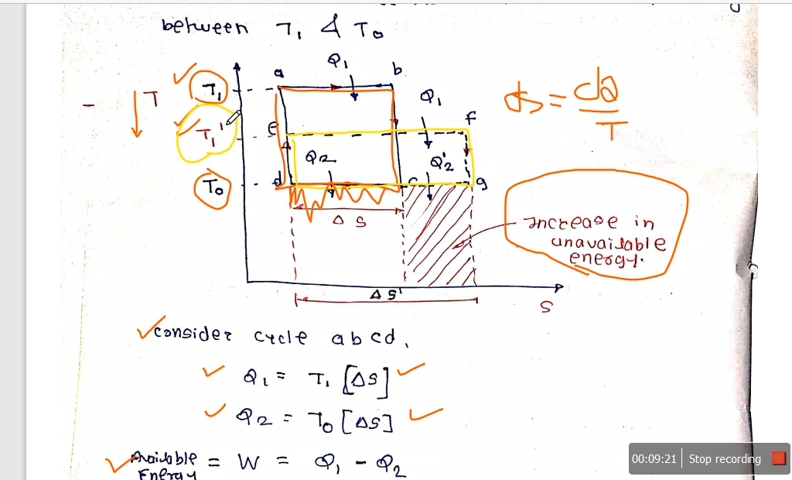 between T₁ & T₀
a Q₁ b
T₁
- T
T₁'
e Q₁ F
Q₂ Q₂'
T₀ d c g
ΔS
ΔS'
S
ds = dQ
T
Increase in
unavailable
energy.
consider cycle abcd,
Q₁ = T₁ [ΔS]
Q₂ = T₀ [ΔS]
Available
Energy = W = Q₁ - Q₂
00:09:21 Stop recording